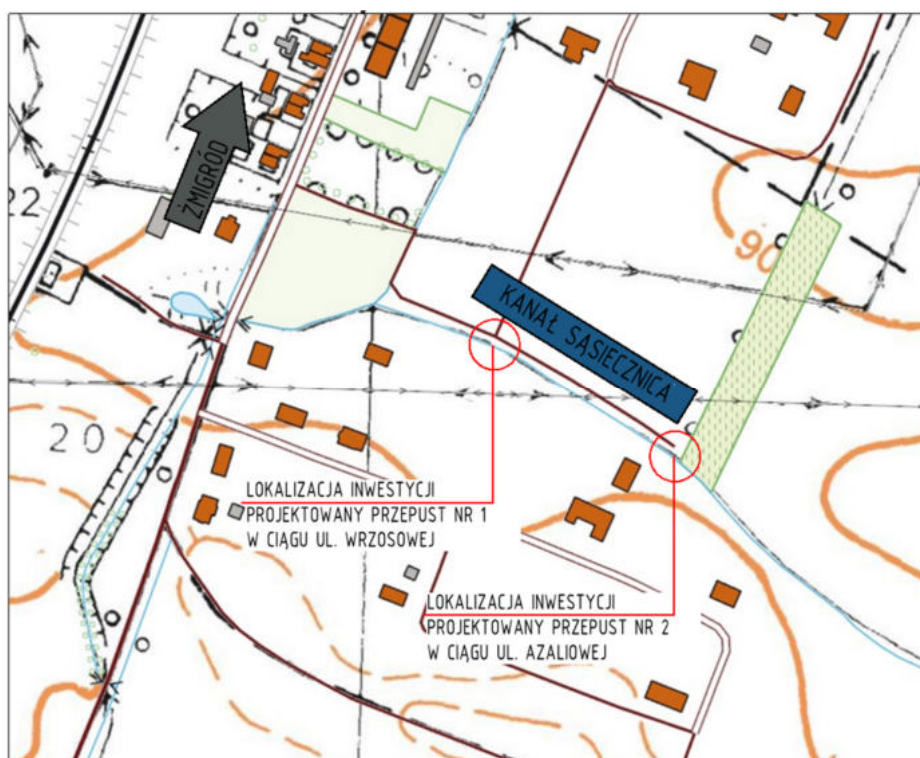 ŻMIGRÓD
22
90
KANAŁ SĄSIECZNICA
20
LOKALIZACJA INWESTYCJI
PROJEKTOWANY PRZEPUST NR 1
W CIĄGU UL. WRZOSOWEJ
LOKALIZACJA INWESTYCJI
PROJEKTOWANY PRZEPUST NR 2
W CIĄGU UL. AZALIOWEJ